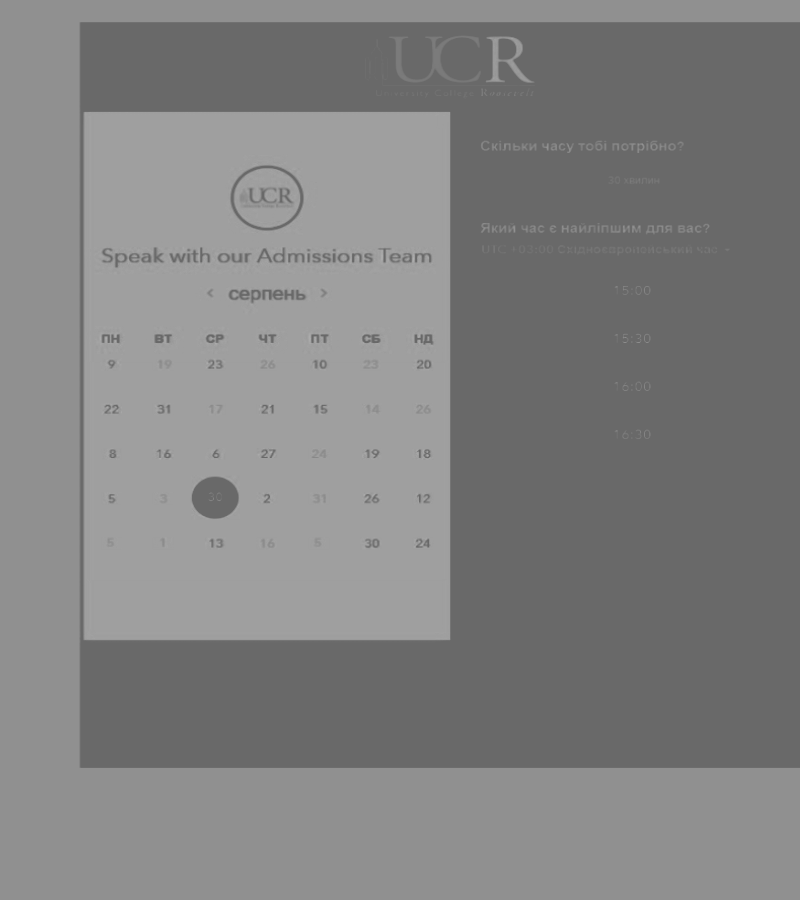 UCR
University College Roosevelt
UCR
Speak with our Admissions Team
< серпень >
ПН ВТ СР ЧТ ПТ СБ НД
9 19 23 26 10 23 20
22 31 17 21 15 14 26
8 16 6 27 24 19 18
5 3 30 2 31 26 12
5 1 13 16 5 30 24
Скільки часу тобі потрібно?
30 хвилин
Який час є найліпшим для вас?
UTC +03:00 Східноєвропейський час
15:00
15:30
16:00
16:30